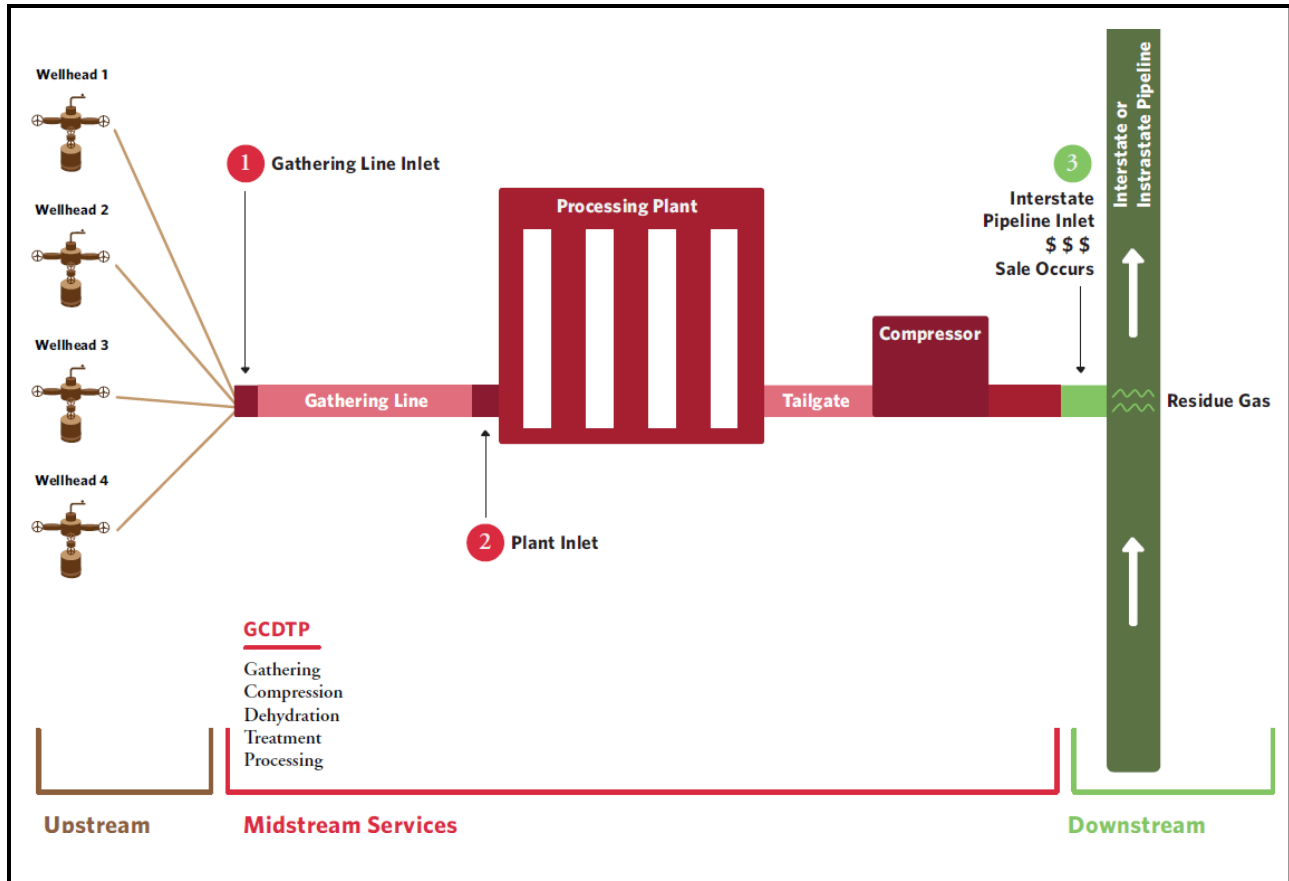 Wellhead 1
Wellhead 2
Wellhead 3
Wellhead 4
1 Gathering Line Inlet
Gathering Line
2 Plant Inlet
Processing Plant
Tailgate
Compressor
3
Interstate
Pipeline Inlet
$ $ $
Sale Occurs
Interstate or
Instrastate Pipeline
Residue Gas
GCDTP
Gathering
Compression
Dehydration
Treatment
Processing
Upstream
Midstream Services
Downstream